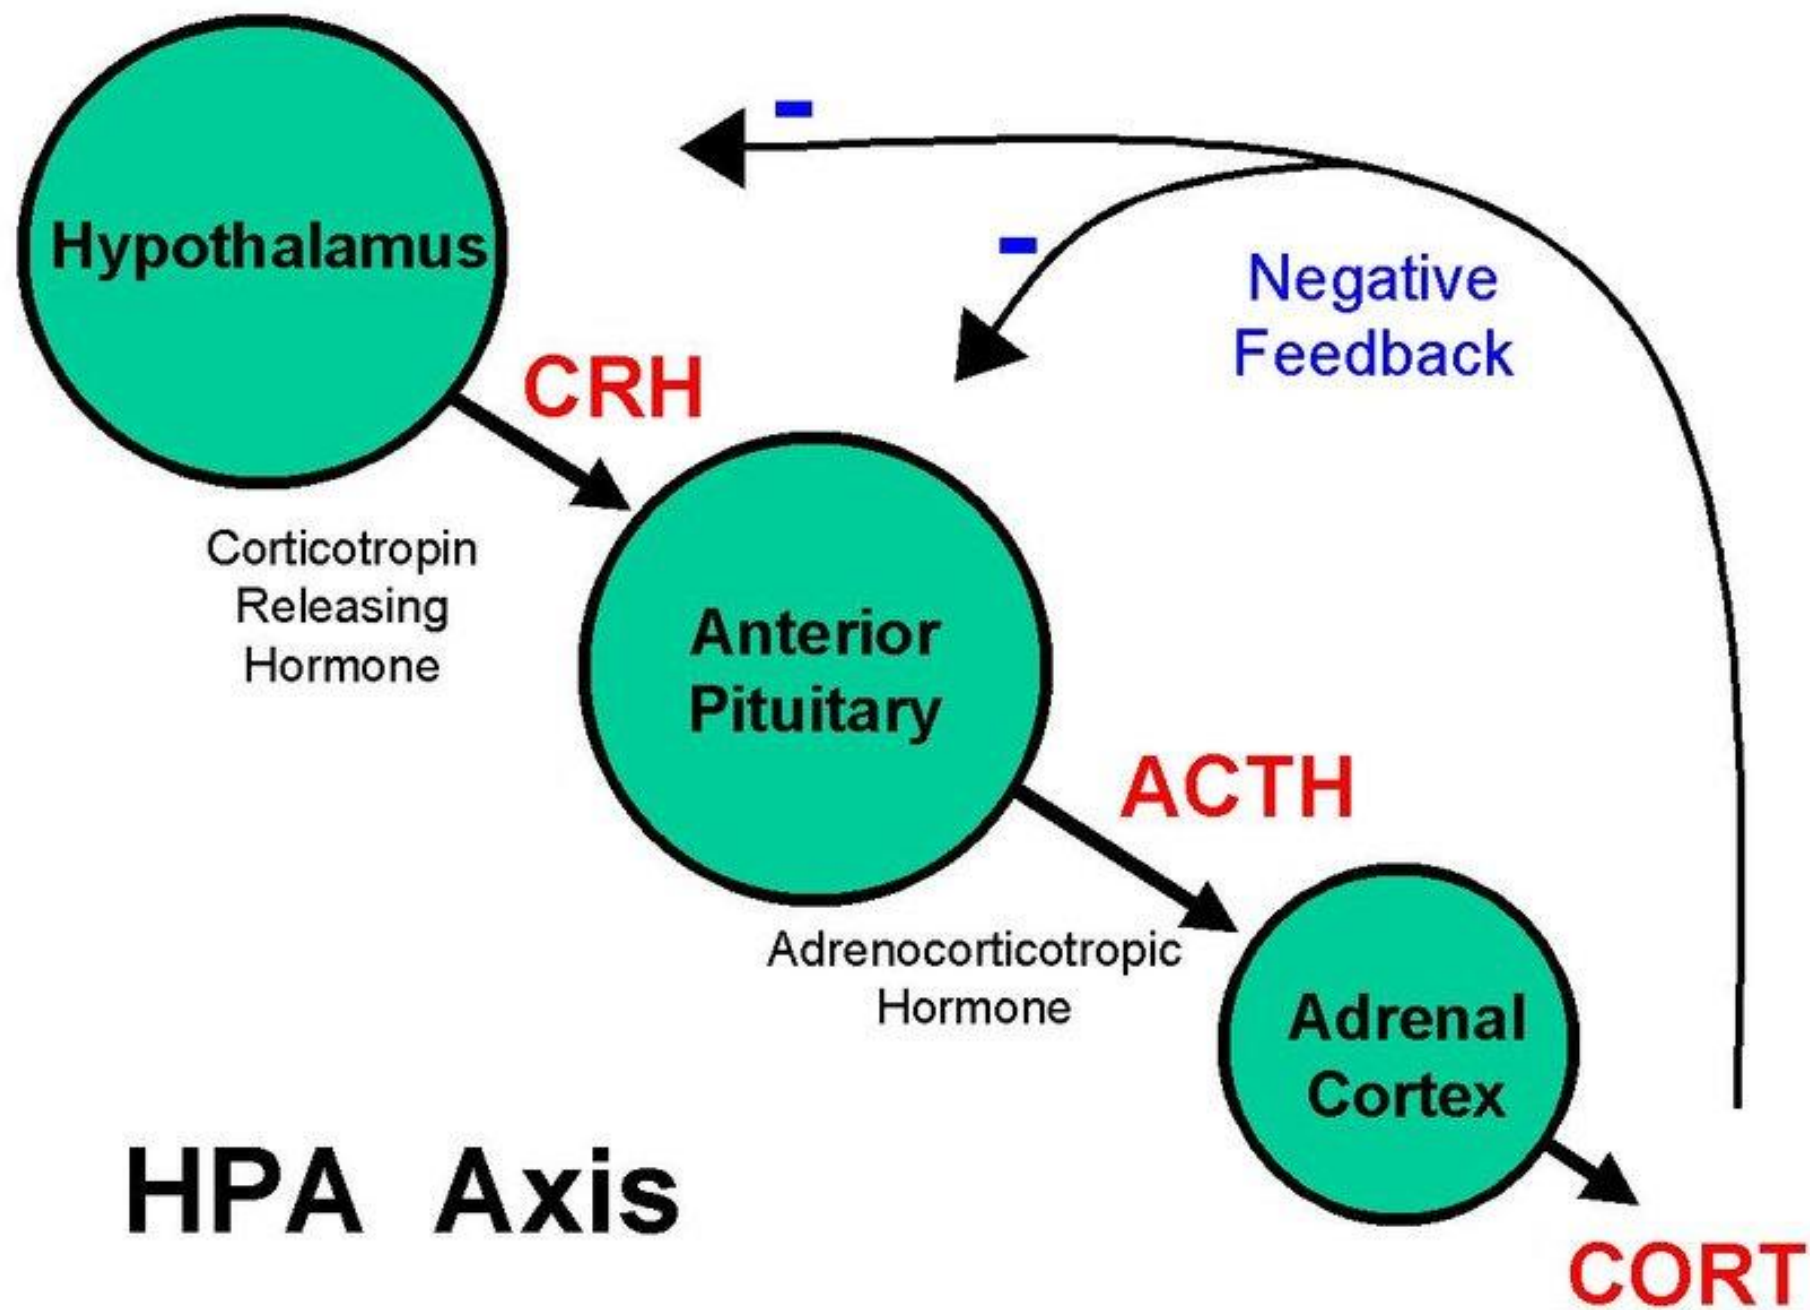 Hypothalamus
-
-
Negative
Feedback
CRH
Corticotropin
Releasing
Hormone
Anterior
Pituitary
ACTH
Adrenocorticotropic
Hormone
Adrenal
Cortex
HPA Axis
CORT